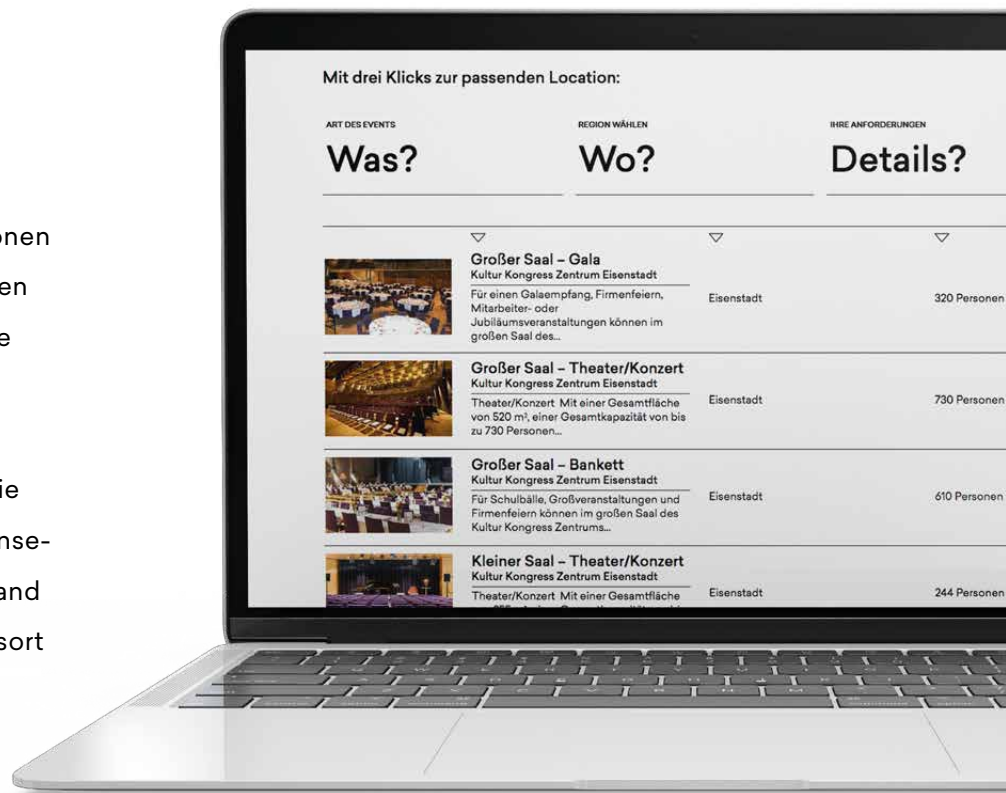 onen
en
e
ie
nse-
and
sort
Mit drei Klicks zur passenden Location:
ART DES EVENTS
Was?
REGION WÄHLEN
Wo?
IHRE ANFORDERUNGEN
Details?
Großer Saal – Gala
Kultur Kongress Zentrum Eisenstadt
Für einen Galaempfang, Firmenfeiern,
Mitarbeiter- oder
Jubiläumsveranstaltungen können im
großen Saal des...
Eisenstadt
320 Personen
Großer Saal – Theater/Konzert
Kultur Kongress Zentrum Eisenstadt
Theater/Konzert Mit einer Gesamtfläche
von 520 m², einer Gesamtkapazität von bis
zu 730 Personen...
Eisenstadt
730 Personen
Großer Saal – Bankett
Kultur Kongress Zentrum Eisenstadt
Für Schulbälle, Großveranstaltungen und
Firmenfeiern können im großen Saal des
Kultur Kongress Zentrums...
Eisenstadt
610 Personen
Kleiner Saal – Theater/Konzert
Kultur Kongress Zentrum Eisenstadt
Theater/Konzert Mit einer Gesamtfläche
Eisenstadt
244 Personen